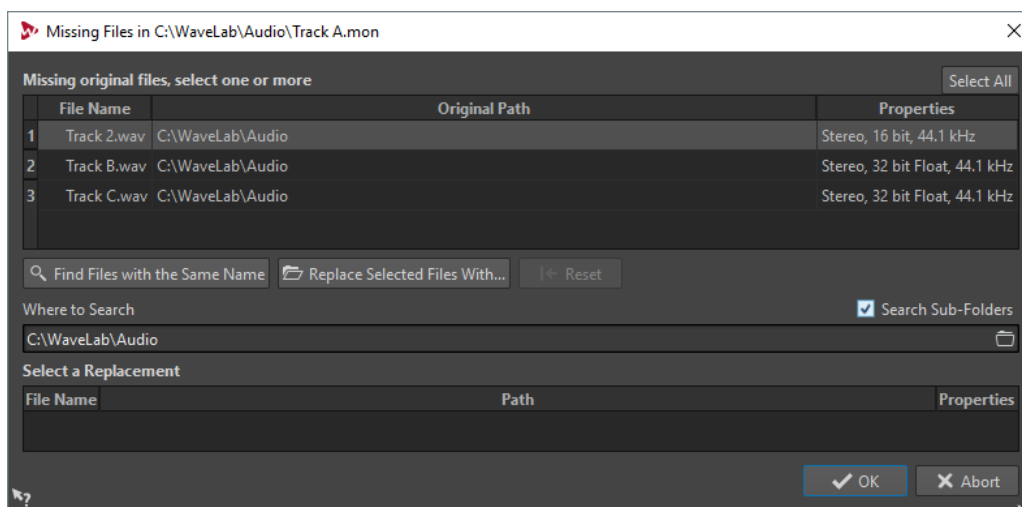 Missing Files in C:\WaveLab\Audio\Track A.mon
Missing original files, select one or more Select All
File Name Original Path Properties
1 Track 2.wav C:\WaveLab\Audio Stereo, 16 bit, 44.1 kHz
2 Track B.wav C:\WaveLab\Audio Stereo, 32 bit Float, 44.1 kHz
3 Track C.wav C:\WaveLab\Audio Stereo, 32 bit Float, 44.1 kHz
Find Files with the Same Name Replace Selected Files With... Reset
Where to Search Search Sub-Folders
C:\WaveLab\Audio
Select a Replacement
File Name Path Properties
OK Abort
?